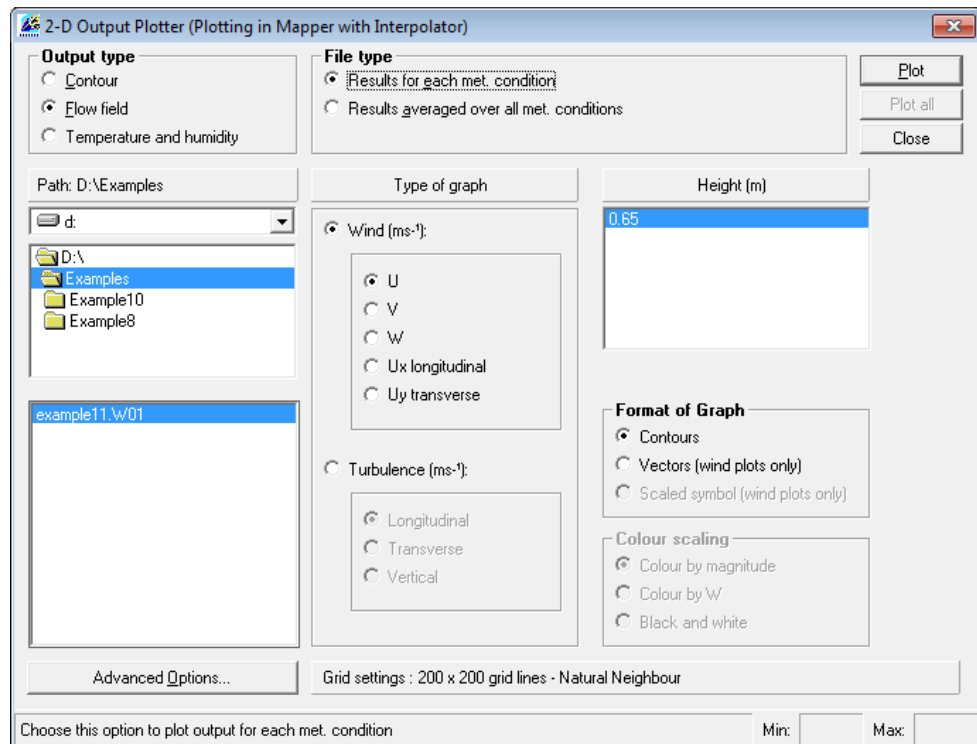 2-D Output Plotter (Plotting in Mapper with Interpolator)
Output type
Contour
Flow field
Temperature and humidity
File type
Results for each met. condition
Results averaged over all met. conditions
Plot
Plot all
Close
Path: D:\Examples
d:
D:\
Examples
Example10
Example8
example11.W01
Advanced Options...
Type of graph
Wind (ms-¹):
U
V
W
Ux longitudinal
Uy transverse
Turbulence (ms-¹):
Longitudinal
Transverse
Vertical
Height (m)
0.65
Format of Graph
Contours
Vectors (wind plots only)
Scaled symbol (wind plots only)
Colour scaling
Colour by magnitude
Colour by W
Black and white
Grid settings : 200 x 200 grid lines - Natural Neighbour
Choose this option to plot output for each met. condition
Min:
Max: